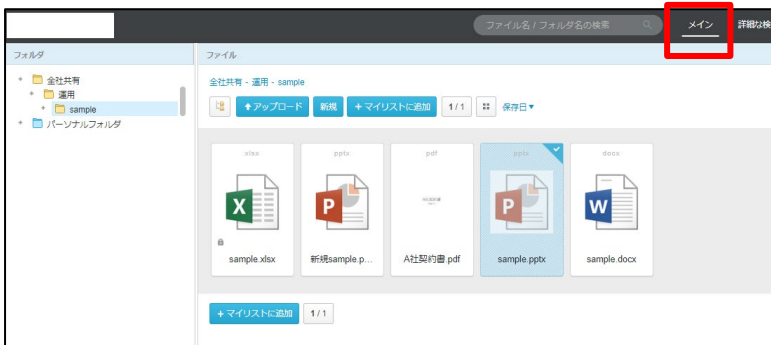 ファイル名 / フォルダ名の検索
メイン
詳細な検
フォルダ
ファイル
全社共有
運用
sample
パーソナルフォルダ
全社共有 - 運用 - sample
アップロード
新規
+ マイリストに追加
1 / 1
保存日▼
xlsx
pptx
pdf
pptx
docx
X
P
A社契約書
P
W
sample.xlsx
新規sample.p...
A社契約書.pdf
sample.pptx
sample.docx
+ マイリストに追加
1 / 1